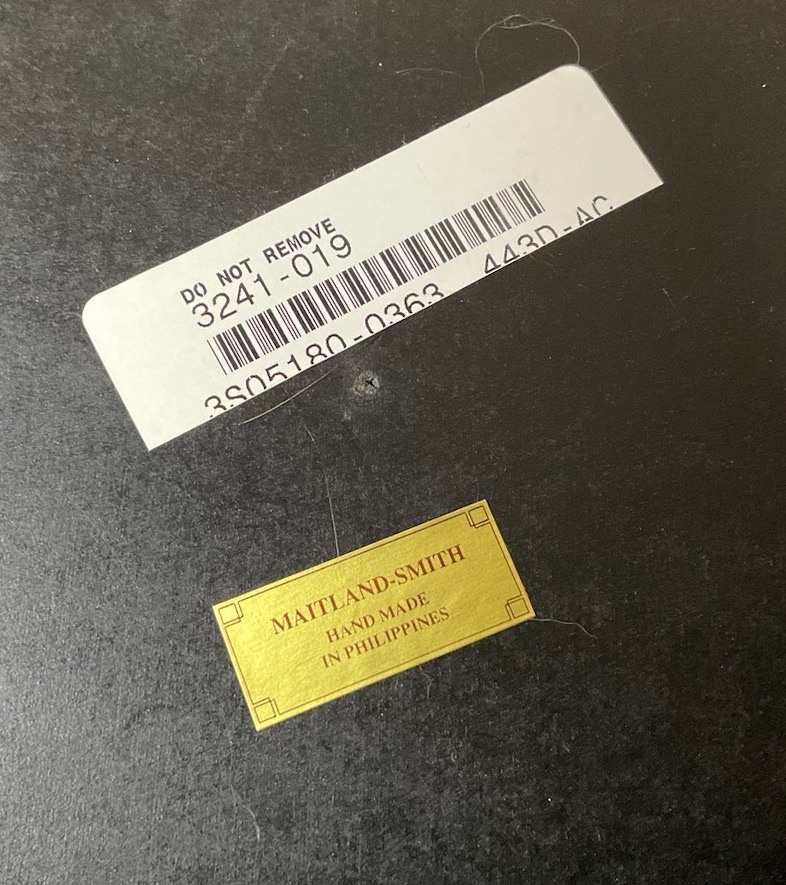 DO NOT REMOVE
3241-019
3S05180-0363 443D-AC
MAITLAND-SMITH
HAND MADE
IN PHILIPPINES